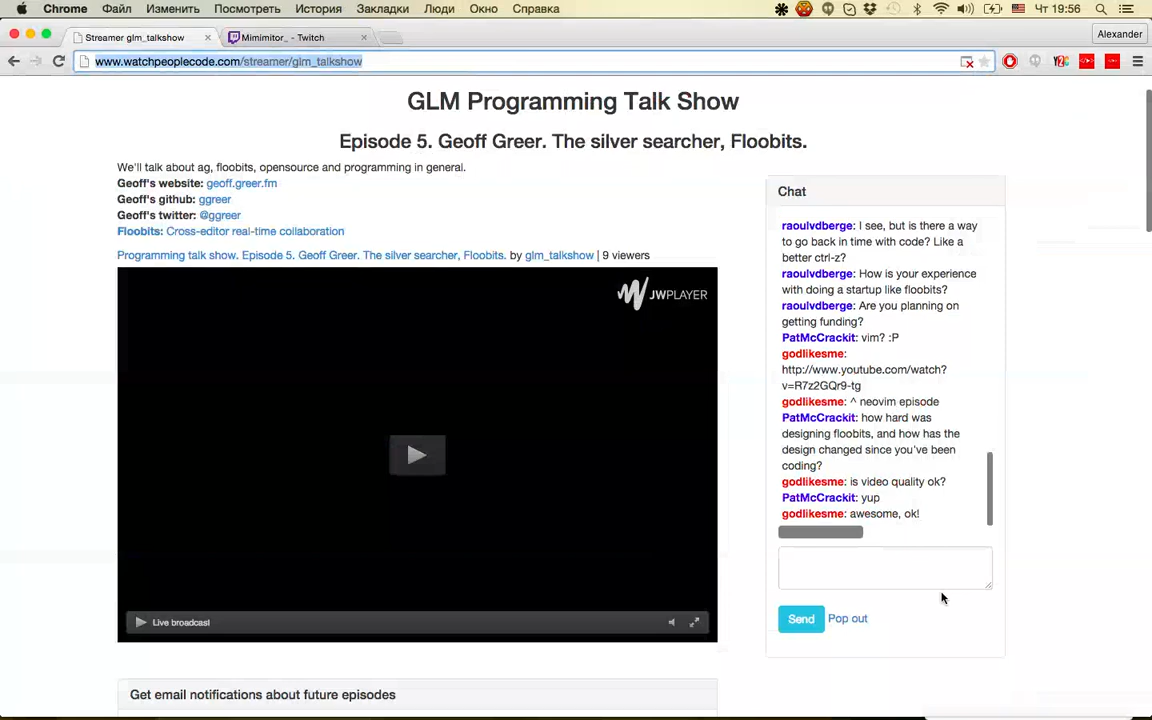 Chrome Файл Изменить Посмотреть История Закладки Люди Окно Справка Чт 19:56
Streamer glm_talkshow
Mimimitor_ - Twitch
Alexander
www.watchpeoplecode.com/streamer/glm_talkshow
GLM Programming Talk Show
Episode 5. Geoff Greer. The silver searcher, Floobits.
We'll talk about ag, floobits, opensource and programming in general.
Geoff's website: geoff.greer.fm
Geoff's github: ggreer
Geoff's twitter: @ggreer
Floobits: Cross-editor real-time collaboration
Programming talk show. Episode 5. Geoff Greer. The silver searcher, Floobits. by glm_talkshow | 9 viewers
JWPLAYER
Live broadcast
Get email notifications about future episodes
Chat
raoulvdberge: I see, but is there a way
to go back in time with code? Like a
better ctrl-z?
raoulvdberge: How is your experience
with doing a startup like floobits?
raoulvdberge: Are you planning on
getting funding?
PatMcCrackit: vim? :P
godlikesme:
http://www.youtube.com/watch?
v=R7z2GQr9-tg
godlikesme: ^ neovim episode
PatMcCrackit: how hard was
designing floobits, and how has the
design changed since you've been
coding?
godlikesme: is video quality ok?
PatMcCrackit: yup
godlikesme: awesome, ok!
Send Pop out